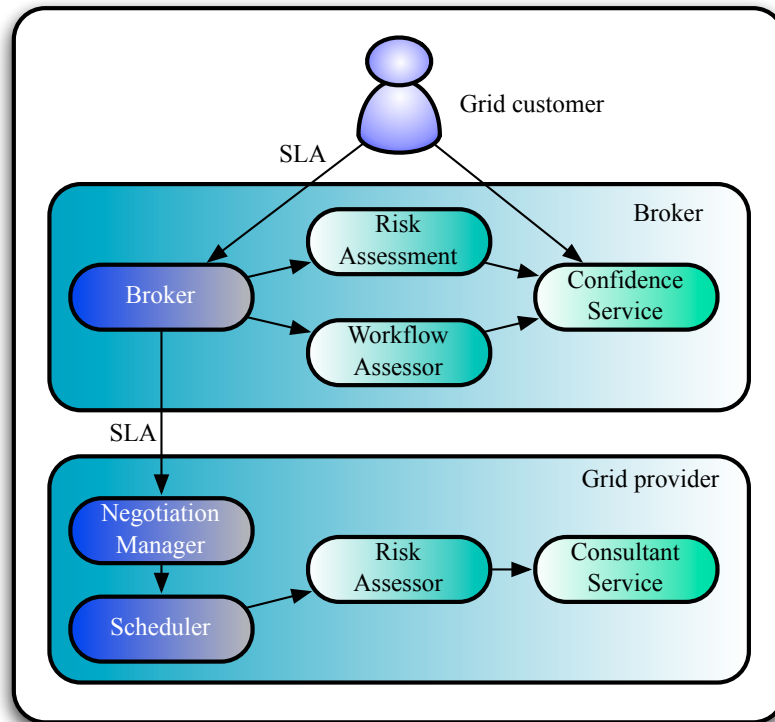 Grid customer
SLA
Broker
Risk
Assessment
Broker
Confidence
Service
Workflow
Assessor
SLA
Grid provider
Negotiation
Manager
Risk
Assessor
Consultant
Service
Scheduler